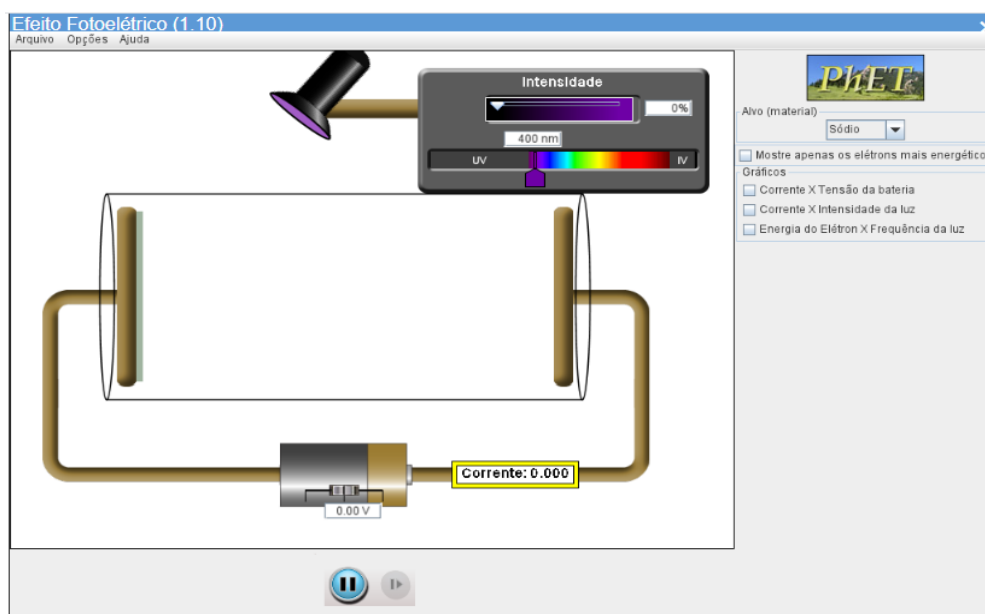 Efeito Fotoelétrico (1.10)
Arquivo Opções Ajuda
Intensidade
0%
400 nm
UV
IV
PhET
Alvo (material)
Sódio
Mostre apenas os elétrons mais energético
Gráficos
Corrente X Tensão da bateria
Corrente X Intensidade da luz
Energia do Elétron X Frequência da luz
Corrente: 0.000
0.00 V